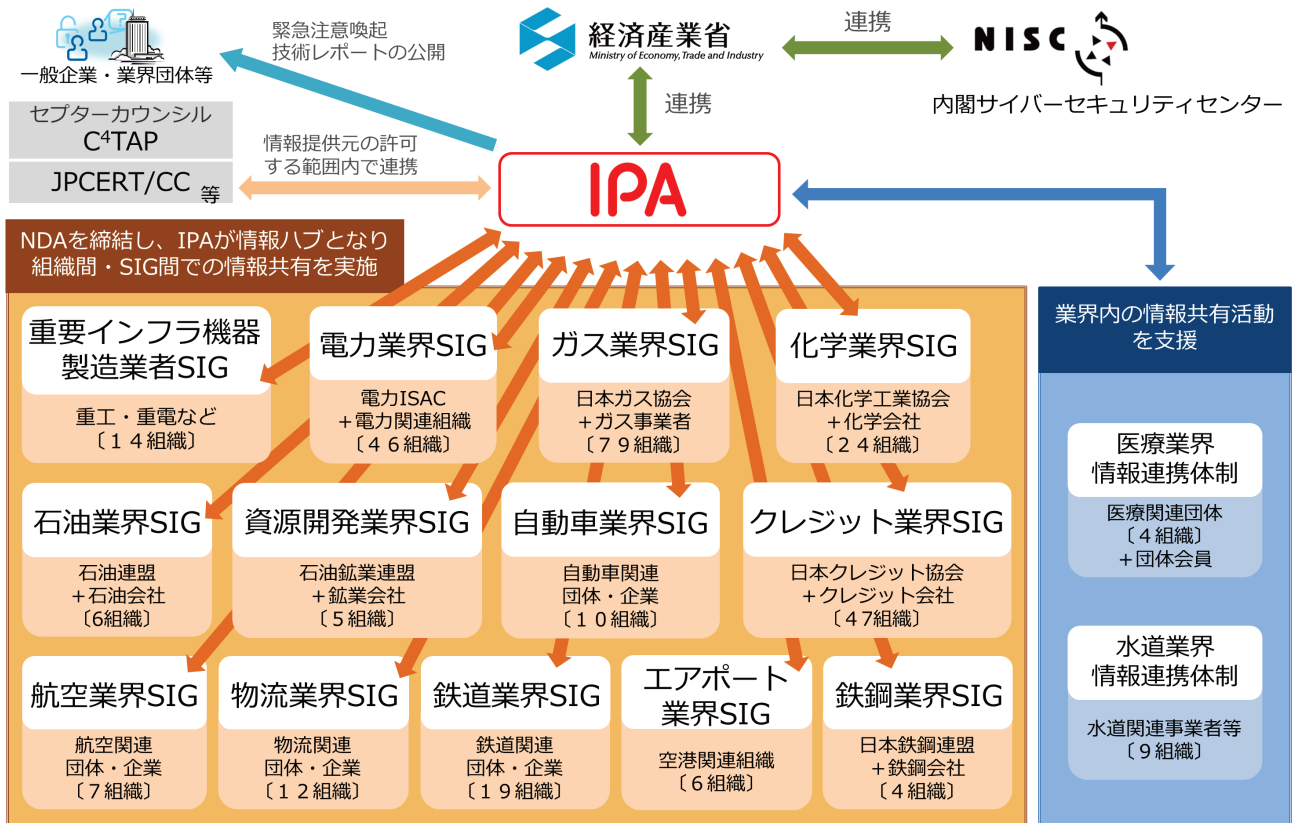 緊急注意喚起
技術レポートの公開
一般企業・業界団体等
経済産業省
Ministry of Economy, Trade and Industry
連携
NISC
内閣サイバーセキュリティセンター
連携
セプターカウンシル
C⁴TAP
JPCERT/CC 等
情報提供元の許可
する範囲内で連携
IPA
NDAを締結し、IPAが情報ハブとなり
組織間・SIG間での情報共有を実施
重要インフラ機器
製造業者SIG
重工・重電など
〔14組織〕
電力業界SIG
電力ISAC
+電力関連組織
〔46組織〕
ガス業界SIG
日本ガス協会
+ガス事業者
〔79組織〕
化学業界SIG
日本化学工業協会
+化学会社
〔24組織〕
石油業界SIG
石油連盟
+石油会社
〔6組織〕
資源開発業界SIG
石油鉱業連盟
+鉱業会社
〔5組織〕
自動車業界SIG
自動車関連
団体・企業
〔10組織〕
クレジット業界SIG
日本クレジット協会
+クレジット会社
〔47組織〕
航空業界SIG
航空関連
団体・企業
〔7組織〕
物流業界SIG
物流関連
団体・企業
〔12組織〕
鉄道業界SIG
鉄道関連
団体・企業
〔19組織〕
エアポート
業界SIG
空港関連組織
〔6組織〕
鉄鋼業界SIG
日本鉄鋼連盟
+鉄鋼会社
〔4組織〕
業界内の情報共有活動
を支援
医療業界
情報連携体制
医療関連団体
〔4組織〕
+団体会員
水道業界
情報連携体制
水道関連事業者等
〔9組織〕